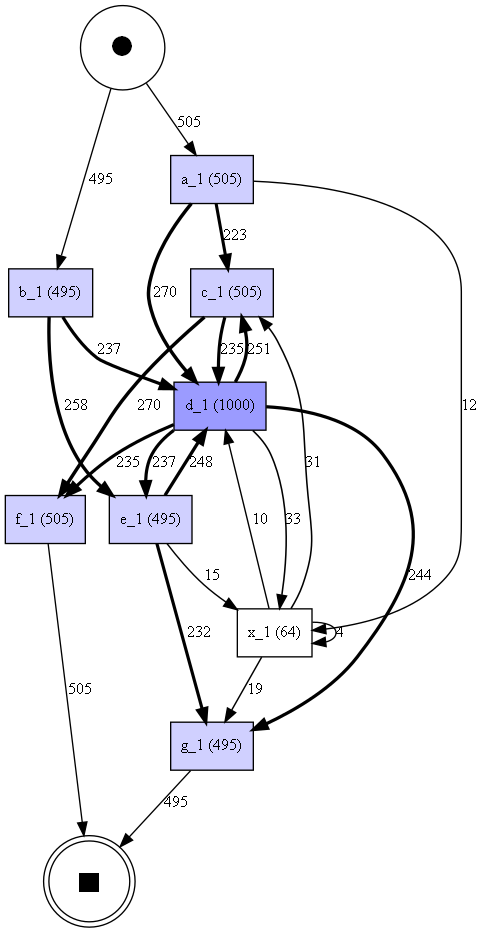 505
495
a_1 (505)
223
b_1 (495)
270
c_1 (505)
237
235
251
258
270
12
d_1 (1000)
235
237
248
31
f_1 (505)
e_1 (495)
10
33
15
244
x_1 (64)
4
232
19
505
g_1 (495)
495